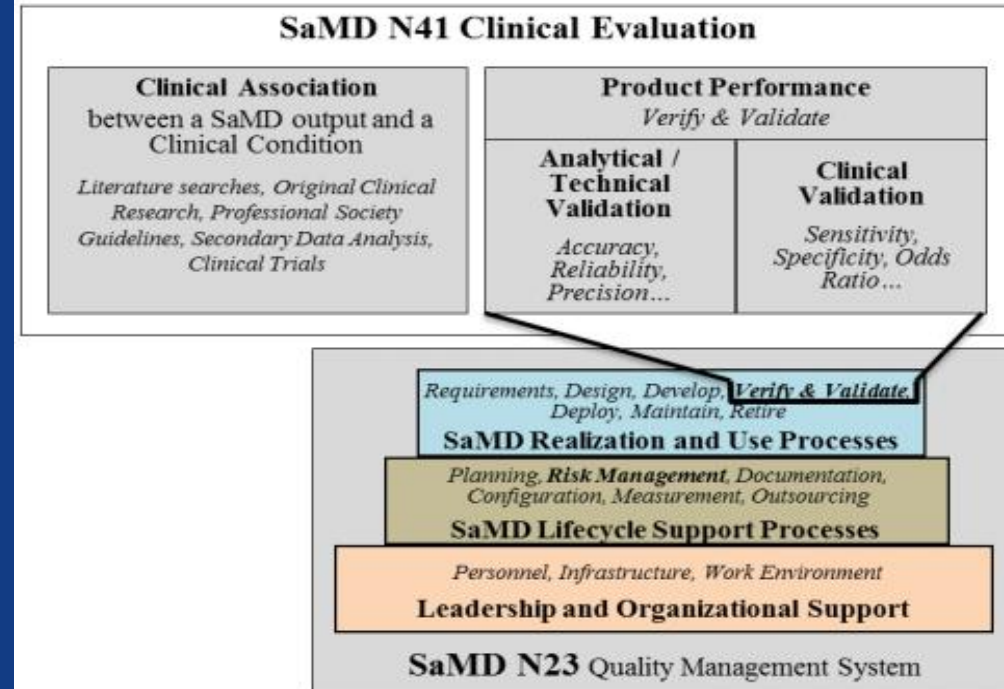 SaMD N41 Clinical Evaluation
Clinical Association
between a SaMD output and a
Clinical Condition
Literature searches, Original Clinical
Research, Professional Society
Guidelines, Secondary Data Analysis,
Clinical Trials
Product Performance
Verify & Validate
Analytical /
Technical
Validation
Accuracy,
Reliability,
Precision...
Clinical
Validation
Sensitivity,
Specificity, Odds
Ratio...
Requirements, Design, Develop, Verify & Validate,
Deploy, Maintain, Retire
SaMD Realization and Use Processes
Planning, Risk Management, Documentation,
Configuration, Measurement, Outsourcing
SaMD Lifecycle Support Processes
Personnel, Infrastructure, Work Environment
Leadership and Organizational Support
SaMD N23 Quality Management System